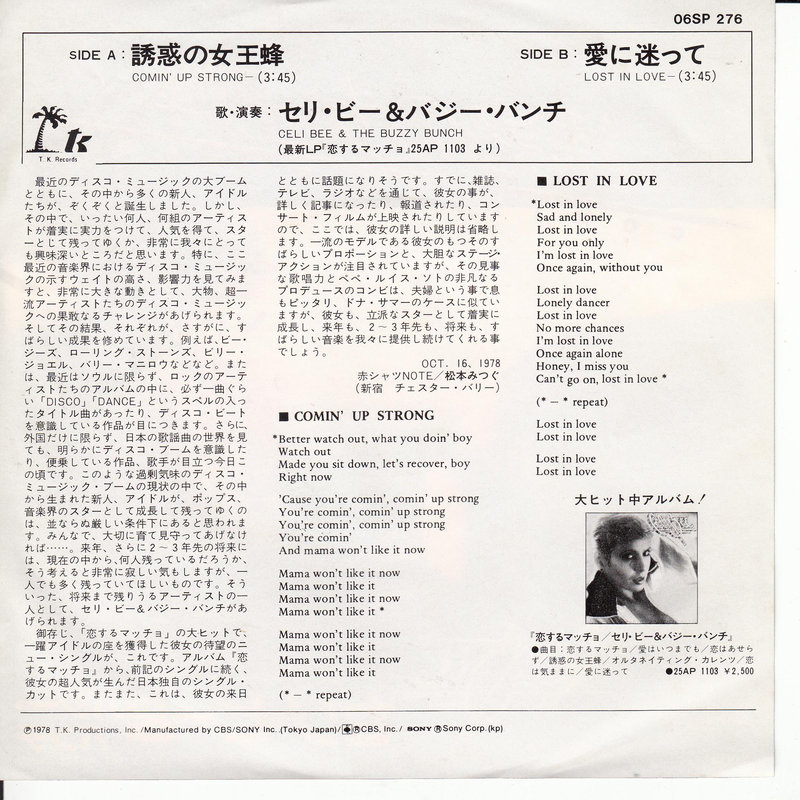 06SP 276
SIDE A : 誘惑の女王蜂
COMIN' UP STRONG—(3:45)
SIDE B : 愛に迷って
LOST IN LOVE—(3:45)
歌・演奏 : セリ・ビー&バジー・バンチ
CELI BEE & THE BUZZY BUNCH
(最新LP『恋するマッチョ』25AP 1103 より)
tk
T. K. Records
最近のディスコ・ミュージックの大ブーム
とともに、その中から多くの新人、アイドル
たちが、ぞくぞくと誕生しました。しかし、
その中で、いったい何人、何組のアーティス
トが着実に実力をつけて、人気を得て、スタ
ーとじて残ってゆくか、非常に我々にとって
も興味深いところだと思います。特に、ここ
最近の音楽界におけるディスコ・ミュージッ
クの示すウェイトの高さ、影響力を見てみま
すと、非常に大きな動きとして、大物、超一
流アーティストたちのディスコ・ミュージッ
クへの果敢なるチャレンジがあげられます。
そしてその結果、それぞれが、さすがに、す
ばらしい成果を修めています。例えば、ビー・
ジーズ、ローリング・ストーンズ、ビリー・
ジョエル、バリー・マニロウなどなど。また
は、最近はソウルに限らず、ロックのアーテ
ィストたちのアルバムの中に、必ず一曲ぐら
い「DISCO」「DANCE」というスペルの入っ
たタイトル曲があったり、ディスコ・ビート
を意識している作品が目につきます。さらに、
外国だけに限らず、日本の歌謡曲の世界を見
ても、明らかにディスコ・ブームを意識した
り、便乗している作品、歌手が目立つ今日こ
の頃です。このような過剰気味のディスコ・
ミュージック・ブームの現状の中で、その中
から生まれた新人、アイドルが、ポップス、
音楽界のスターとして成長して残ってゆくの
は、並ならぬ厳しい条件下にあると思われま
す。みんなで、大切に育て見守ってあげなけ
れば……。来年、さらに2〜3年先の将来に
は、現在の中から、何人残っているだろうか、
そう考えると非常に寂しい気もしますが、一
人でも多く残っていてほしいものです。そう
いった、将来まで残りうるアーティストの一
人として、セリ・ビー&バジー・バンチがあ
げられます。
御存じ、「恋するマッチョ」の大ヒットで、
一躍アイドルの座を獲得した彼女の待望のニ
ュー・シングルが、これです。アルバム『恋
するマッチョ』から、前記のシングルに続く、
彼女の超人気が生んだ日本独自のシングル・
カットです。またまた、これは、彼女の来日
とともに話題になりそうです。すでに、雑誌、
テレビ、ラジオなどを通じて、彼女の事が、
詳しく記事になったり、報道されたり、コン
サート・フィルムが上映されたりしています
ので、ここでは、彼女の詳しい説明は省略し
ます。一流のモデルである彼女のもつそのす
ばらしいプロポーションと、大胆なステージ・
アクションが注目されていますが、その見事
な歌唱力とペペ・ルイス・ソトの非凡なる
プロデュースのコンビは、夫婦という事で息
もピッタリ、ドナ・サマーのケースに似てい
ますが、彼女も、立派なスターとして着実に
成長し、来年も、2〜3年先も、将来も、す
ばらしい音楽を我々に提供し続けてくれる事
でしょう。
OCT. 16, 1978
赤シャツNOTE/松本みつぐ
(新宿 チェスター・バリー)
■ COMIN' UP STRONG
*Better watch out, what you doin' boy
Watch out
Made you sit down, let's recover, boy
Right now
'Cause you're comin', comin' up strong
You're comin', comin' up strong
You're comin', comin' up strong
You're comin'
And mama won't like it now
Mama won't like it now
Mama won't like it
Mama won't like it now
Mama won't like it *
Mama won't like it now
Mama won't like it
Mama won't like it now
Mama won't like it now
(* — * repeat)
■ LOST IN LOVE
*Lost in love
Sad and lonely
Lost in love
For you only
I'm lost in love
Once again, without you
Lost in love
Lonely dancer
Lost in love
No more chances
I'm lost in love
Once again alone
Honey, I miss you
Can't go on, lost in love *
(* — * repeat)
Lost in love
Lost in love
Lost in love
Lost in love
大ヒット中アルバム!
『恋するマッチョ/セリ・ビー&バジー・バンチ』
●曲目:恋するマッチョ/愛はいつまでも/恋はあせら
ず/誘惑の女王蜂/オルタネイティング・カレンツ/恋
は気ままに/愛に迷って ●25AP 1103 ¥2,500
Ⓟ1978 T.K. Productions, Inc. /Manufactured by CBS/SONY Inc. (Tokyo Japan)/ ®CBS, Inc./ SONY ®Sony Corp. (kp)